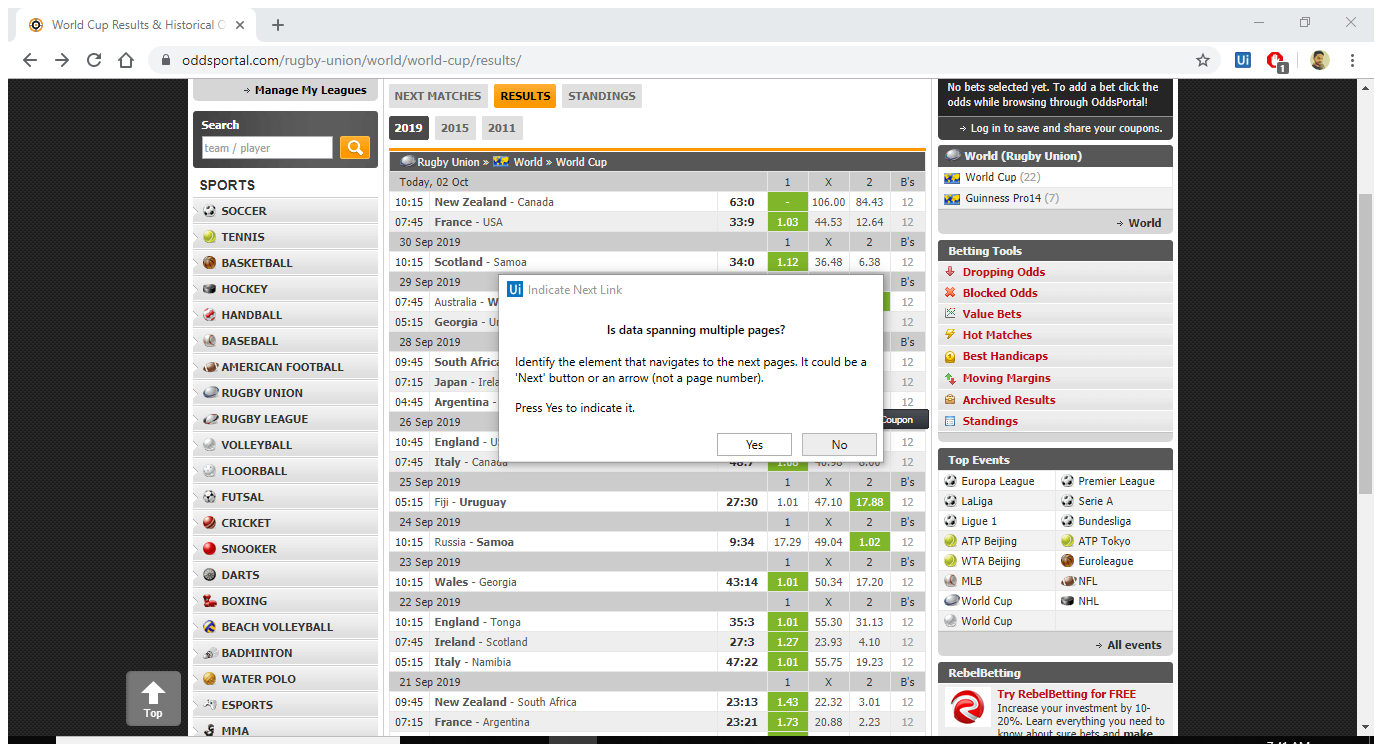 World Cup Results & Historical O
oddsportal.com/rugby-union/world/world-cup/results/
Ui
1
→ Manage My Leagues
Search
team / player
SPORTS
SOCCER
TENNIS
BASKETBALL
HOCKEY
HANDBALL
BASEBALL
AMERICAN FOOTBALL
RUGBY UNION
RUGBY LEAGUE
VOLLEYBALL
FLOORBALL
FUTSAL
CRICKET
SNOOKER
DARTS
BOXING
BEACH VOLLEYBALL
BADMINTON
WATER POLO
ESPORTS
MMA
Top
NEXT MATCHES RESULTS STANDINGS
2019 2015 2011
Rugby Union » World » World Cup
Today, 02 Oct 1 X 2 B's
10:15 New Zealand - Canada 63:0 - 106.00 84.43 12
07:45 France - USA 33:9 1.03 44.53 12.64 12
30 Sep 2019 1 X 2 B's
10:15 Scotland - Samoa 34:0 1.12 36.48 6.38 12
29 Sep 2019 B's
07:45 Australia - W 12
05:15 Georgia - Ur 12
28 Sep 2019 B's
09:45 South Africa 12
07:15 Japan - Irela 12
04:45 Argentina - 12
26 Sep 2019
Coupon
10:45 England - US 12
07:45 Italy - Canada 48:7 1.08 40.98 8.00 12
25 Sep 2019 1 X 2 B's
05:15 Fiji - Uruguay 27:30 1.01 47.10 17.88 12
24 Sep 2019 1 X 2 B's
10:15 Russia - Samoa 9:34 17.29 49.04 1.02 12
23 Sep 2019 1 X 2 B's
10:15 Wales - Georgia 43:14 1.01 50.34 17.20 12
22 Sep 2019 1 X 2 B's
10:15 England - Tonga 35:3 1.01 55.30 31.13 12
07:45 Ireland - Scotland 27:3 1.27 23.93 4.10 12
05:15 Italy - Namibia 47:22 1.01 55.75 19.23 12
21 Sep 2019 1 X 2 B's
09:45 New Zealand - South Africa 23:13 1.43 22.32 3.01 12
07:15 France - Argentina 23:21 1.73 20.88 2.23 12
Ui Indicate Next Link
Is data spanning multiple pages?
Identify the element that navigates to the next pages. It could be a
'Next' button or an arrow (not a page number).
Press Yes to indicate it.
Yes No
No bets selected yet. To add a bet click the
odds while browsing through OddsPortal!
→ Log in to save and share your coupons.
World (Rugby Union)
World Cup (22)
Guinness Pro14 (7)
→ World
Betting Tools
Dropping Odds
Blocked Odds
Value Bets
Hot Matches
Best Handicaps
Moving Margins
Archived Results
Standings
Top Events
Europa League Premier League
LaLiga Serie A
Ligue 1 Bundesliga
ATP Beijing ATP Tokyo
WTA Beijing Euroleague
MLB NFL
World Cup NHL
World Cup
→ All events
RebelBetting
Try RebelBetting for FREE
Increase your investment by 10-
20%. Learn everything you need to
know about sure bets and make